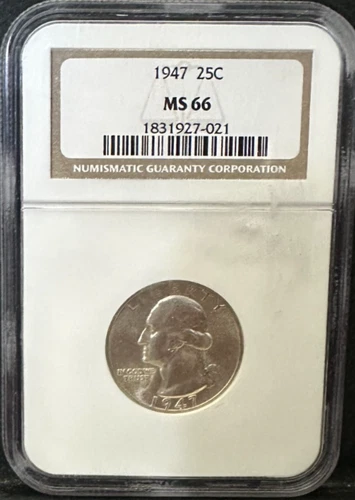 1947 25C
MS 66
1831927-021
NUMISMATIC GUARANTY CORPORATION
LIBERTY
IN GOD WE
TRUST
1947